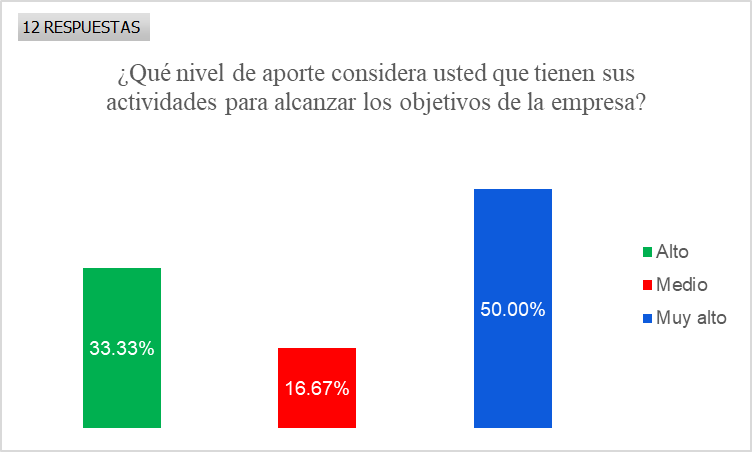 12 RESPUESTAS
¿Qué nivel de aporte considera usted que tienen sus
actividades para alcanzar los objetivos de la empresa?
33.33%
16.67%
50.00%
Alto
Medio
Muy alto